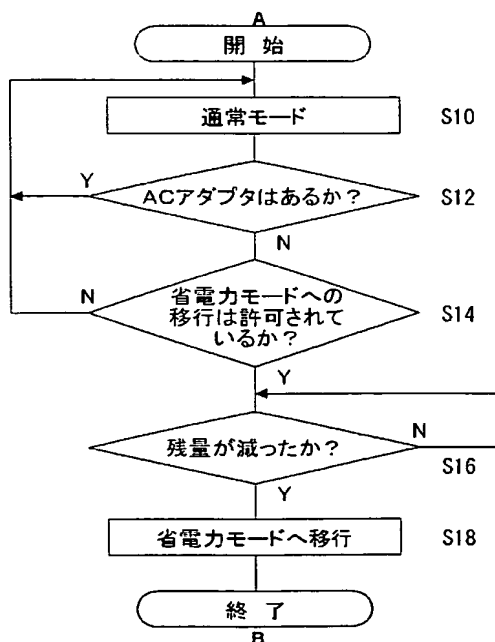 A
開始
通常モード
S10
Y
ACアダプタはあるか？
S12
N
N
省電力モードへの
移行は許可されて
いるか？
S14
Y
残量が減ったか？
N
S16
Y
省電力モードへ移行
S18
終了
B